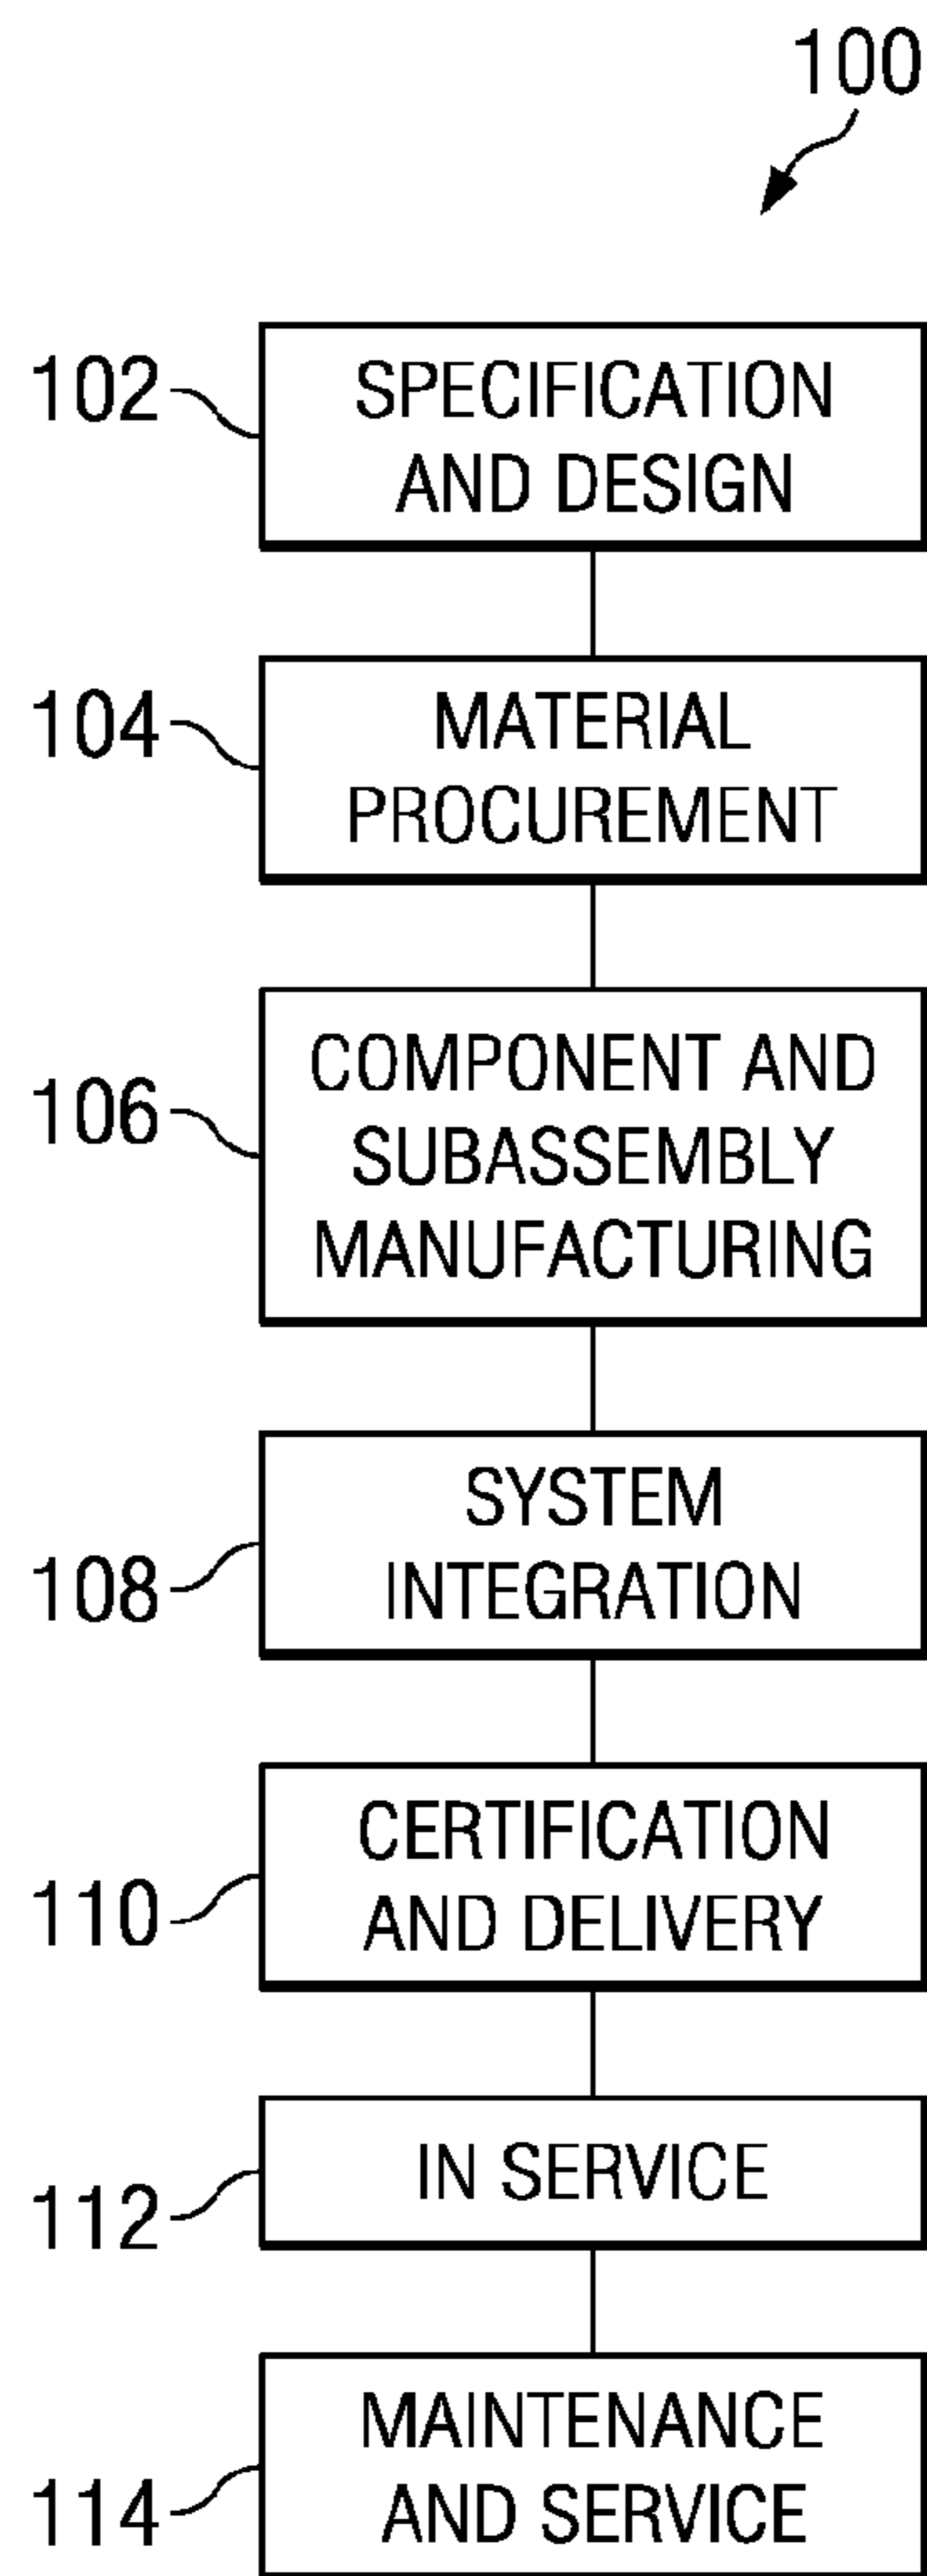 100
102
SPECIFICATION
AND DESIGN
104
MATERIAL
PROCUREMENT
106
COMPONENT AND
SUBASSEMBLY
MANUFACTURING
108
SYSTEM
INTEGRATION
110
CERTIFICATION
AND DELIVERY
112
IN SERVICE
114
MAINTENANCE
AND SERVICE